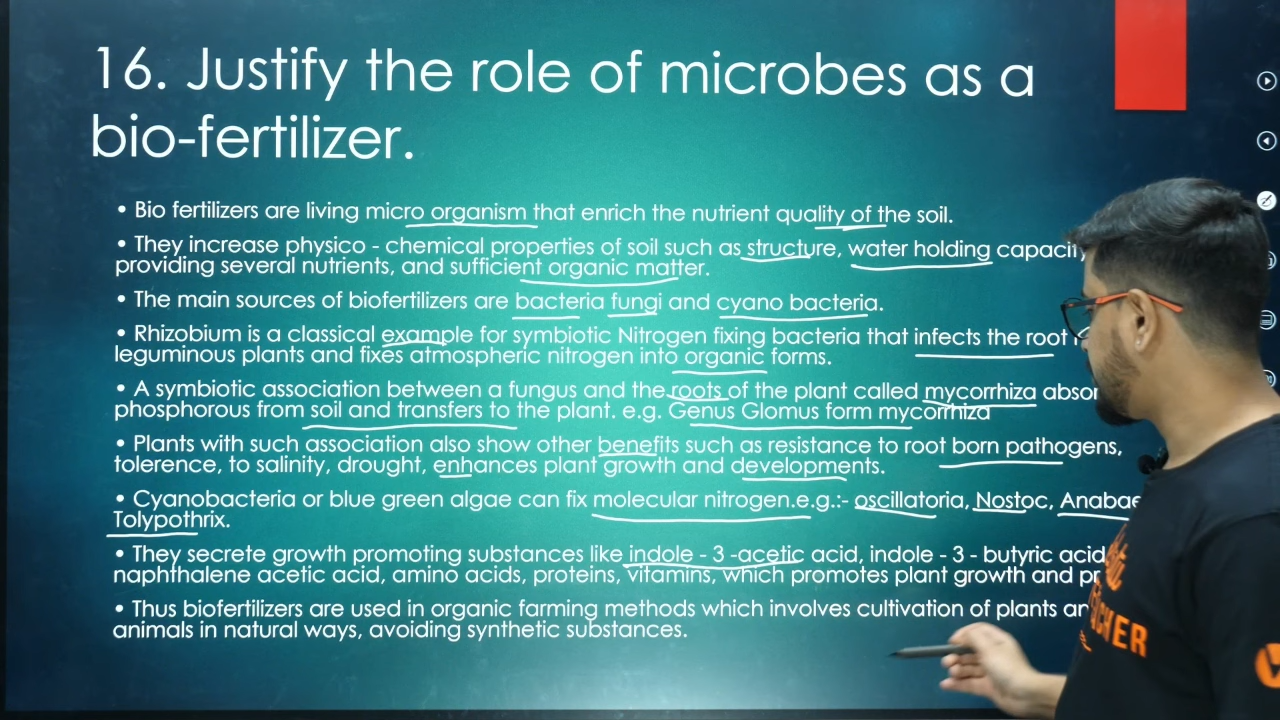 16. Justify the role of microbes as a
bio-fertilizer.
• Bio fertilizers are living micro organism that enrich the nutrient quality of the soil.
• They increase physico - chemical properties of soil such as structure, water holding
providing several nutrients, and sufficient organic matter.
• The main sources of biofertilizers are bacteria fungi and cyano bacteria.
• Rhizobium is a classical example for symbiotic Nitrogen fixing bacteria that infects the root
leguminous plants and fixes atmospheric nitrogen into organic forms.
• A symbiotic association between a fungus and the roots of the plant called mycorrhiza
phosphorous from soil and transfers to the plant. e.g. Genus Glomus form mycorrhiza
• Plants with such association also show other benefits such as resistance to root born pathogens,
tolerence, to salinity, drought, enhances plant growth and developments.
• Cyanobacteria or blue green algae can fix molecular nitrogen.e.g.:- oscillatoria, Nostoc,
Tolypothrix.
• They secrete growth promoting substances like indole - 3 -acetic acid, indole - 3 - butyric acid
naphthalene acetic acid, amino acids, proteins, vitamins, which promotes plant growth and
• Thus biofertilizers are used in organic farming methods which involves cultivation of plants
animals in natural ways, avoiding synthetic substances.